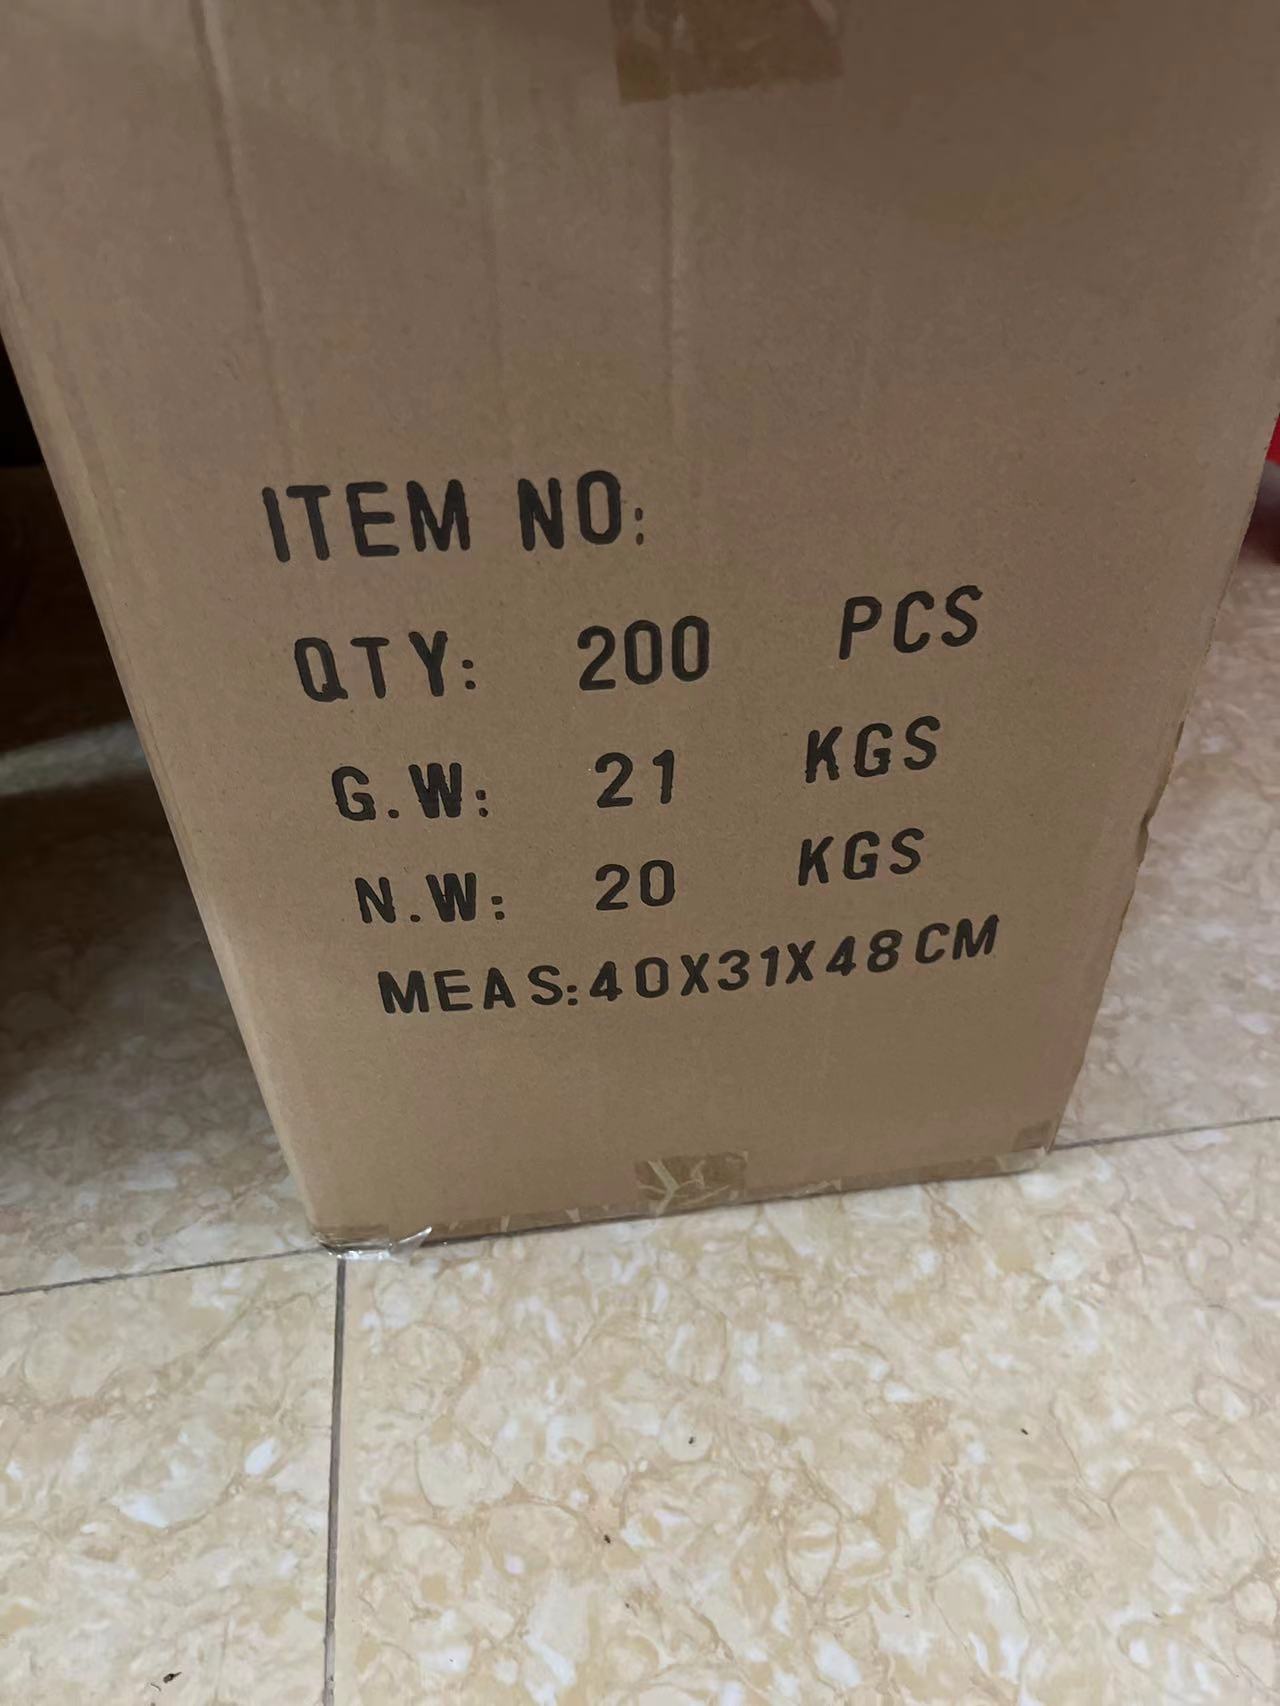 ITEM NO:
QTY: 200 PCS
G.W: 21 KGS
N.W: 20 KGS
MEAS:40X31X48CM